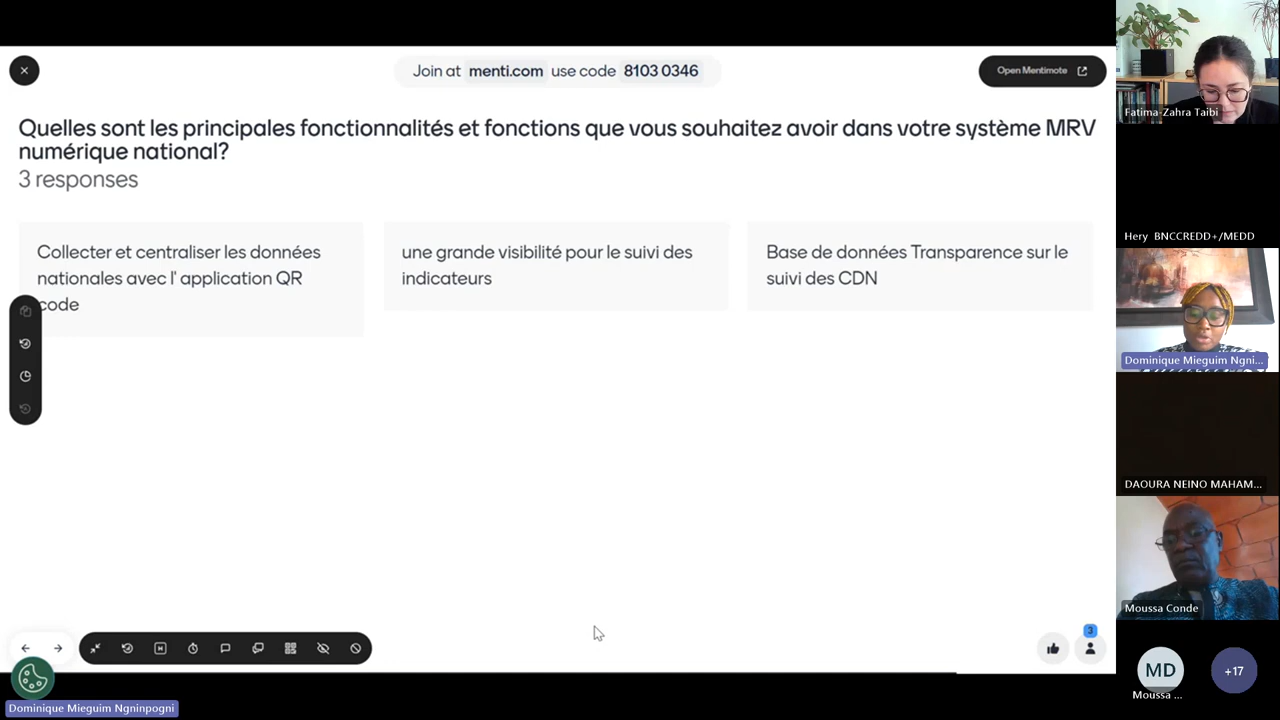 Join at menti.com use code 8103 0346
Open Mentimote
Quelles sont les principales fonctionnalités et fonctions que vous souhaitez avoir dans votre système MRV
numérique national?
3 responses
Collecter et centraliser les données
nationales avec l' application QR
code
une grande visibilité pour le suivi des
indicateurs
Base de données Transparence sur le
suivi des CDN
3
Dominique Mieguim Ngninpogni
Fatima-Zahra Taibi
Hery BNCCREDD+/MEDD
Dominique Mieguim Ngni...
DAOURA NEINO MAHAM...
Moussa Conde
MD
Moussa ...
+17